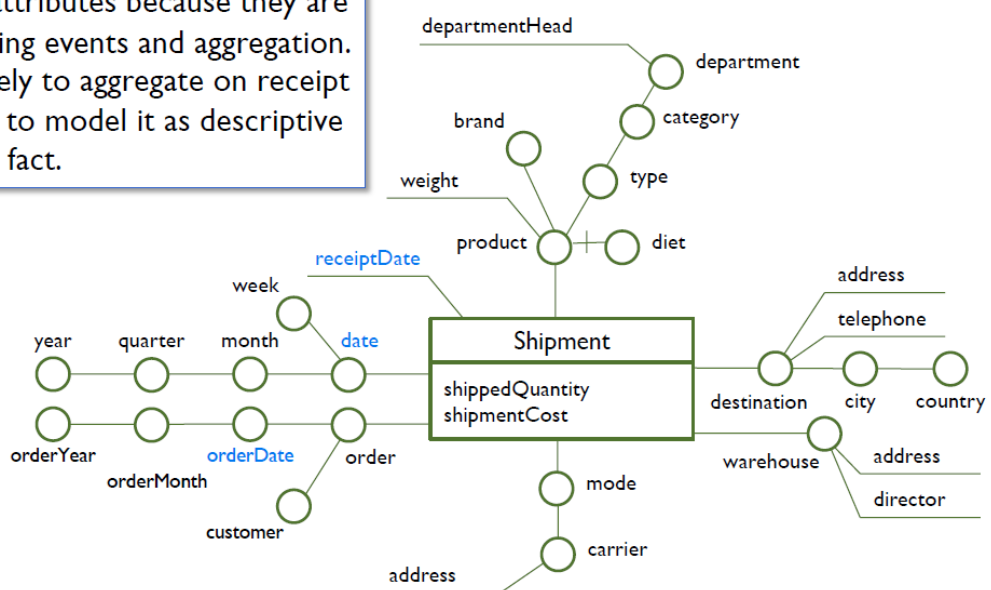 attributes because they are
ing events and aggregation.
ely to aggregate on receipt
to model it as descriptive
fact.
departmentHead
department
category
brand
type
weight
product
diet
receiptDate
week
address
year
quarter
month
date
Shipment
telephone
shippedQuantity
shipmentCost
destination
city
country
orderYear
orderMonth
orderDate
order
warehouse
address
director
mode
customer
carrier
address